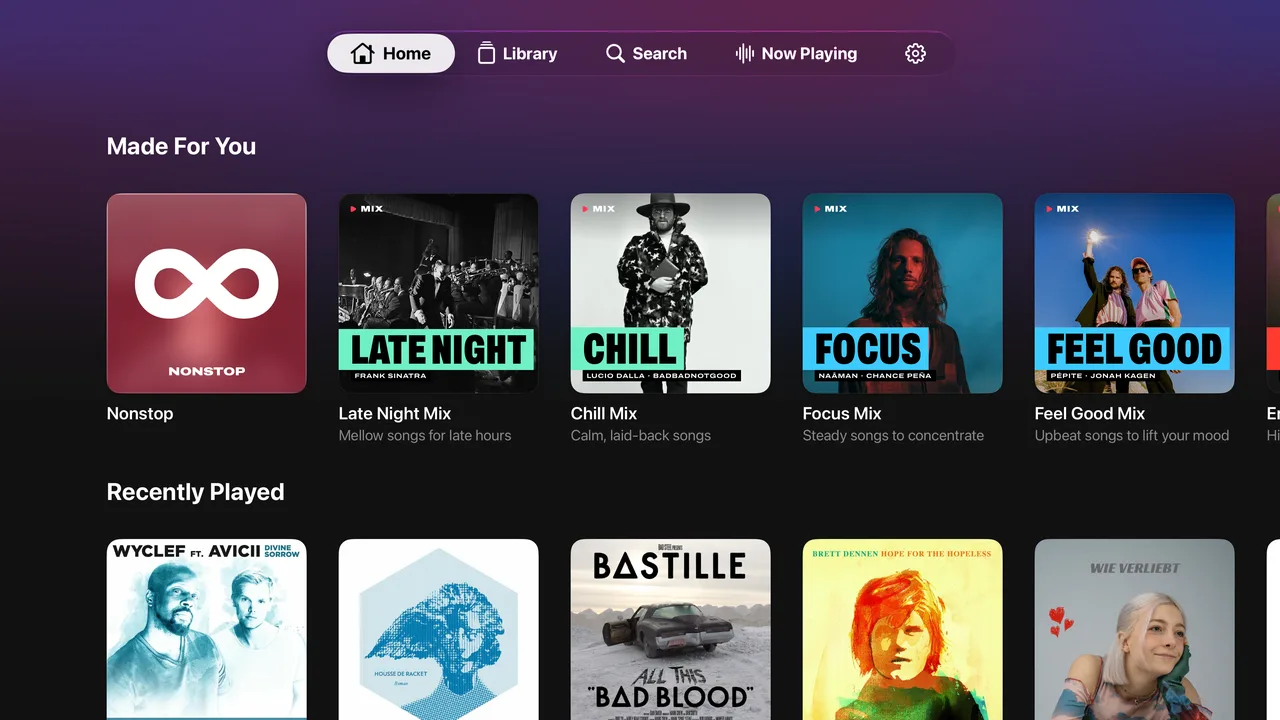 Home
Library
Search
Now Playing
Made For You
NONSTOP
MIX
LATE NIGHT
FRANK SINATRA
MIX
CHILL
LUCIO DALLA · BADBADNOTGOOD
MIX
FOCUS
NAÂMAN · CHANCE PEÑA
MIX
FEEL GOOD
PÉPITE · JONAH KAGEN
Nonstop
Late Night Mix
Mellow songs for late hours
Chill Mix
Calm, laid-back songs
Focus Mix
Steady songs to concentrate
Feel Good Mix
Upbeat songs to lift your mood
Recently Played
WYCLEF FT. AVICII DIVINE SORROW
HOUSSE DE RACKET
BASTILLE
ALL THIS
"BAD BLOOD"
BRETT DENNEN HOPE FOR THE HOPELESS
WIE VERLIEBT